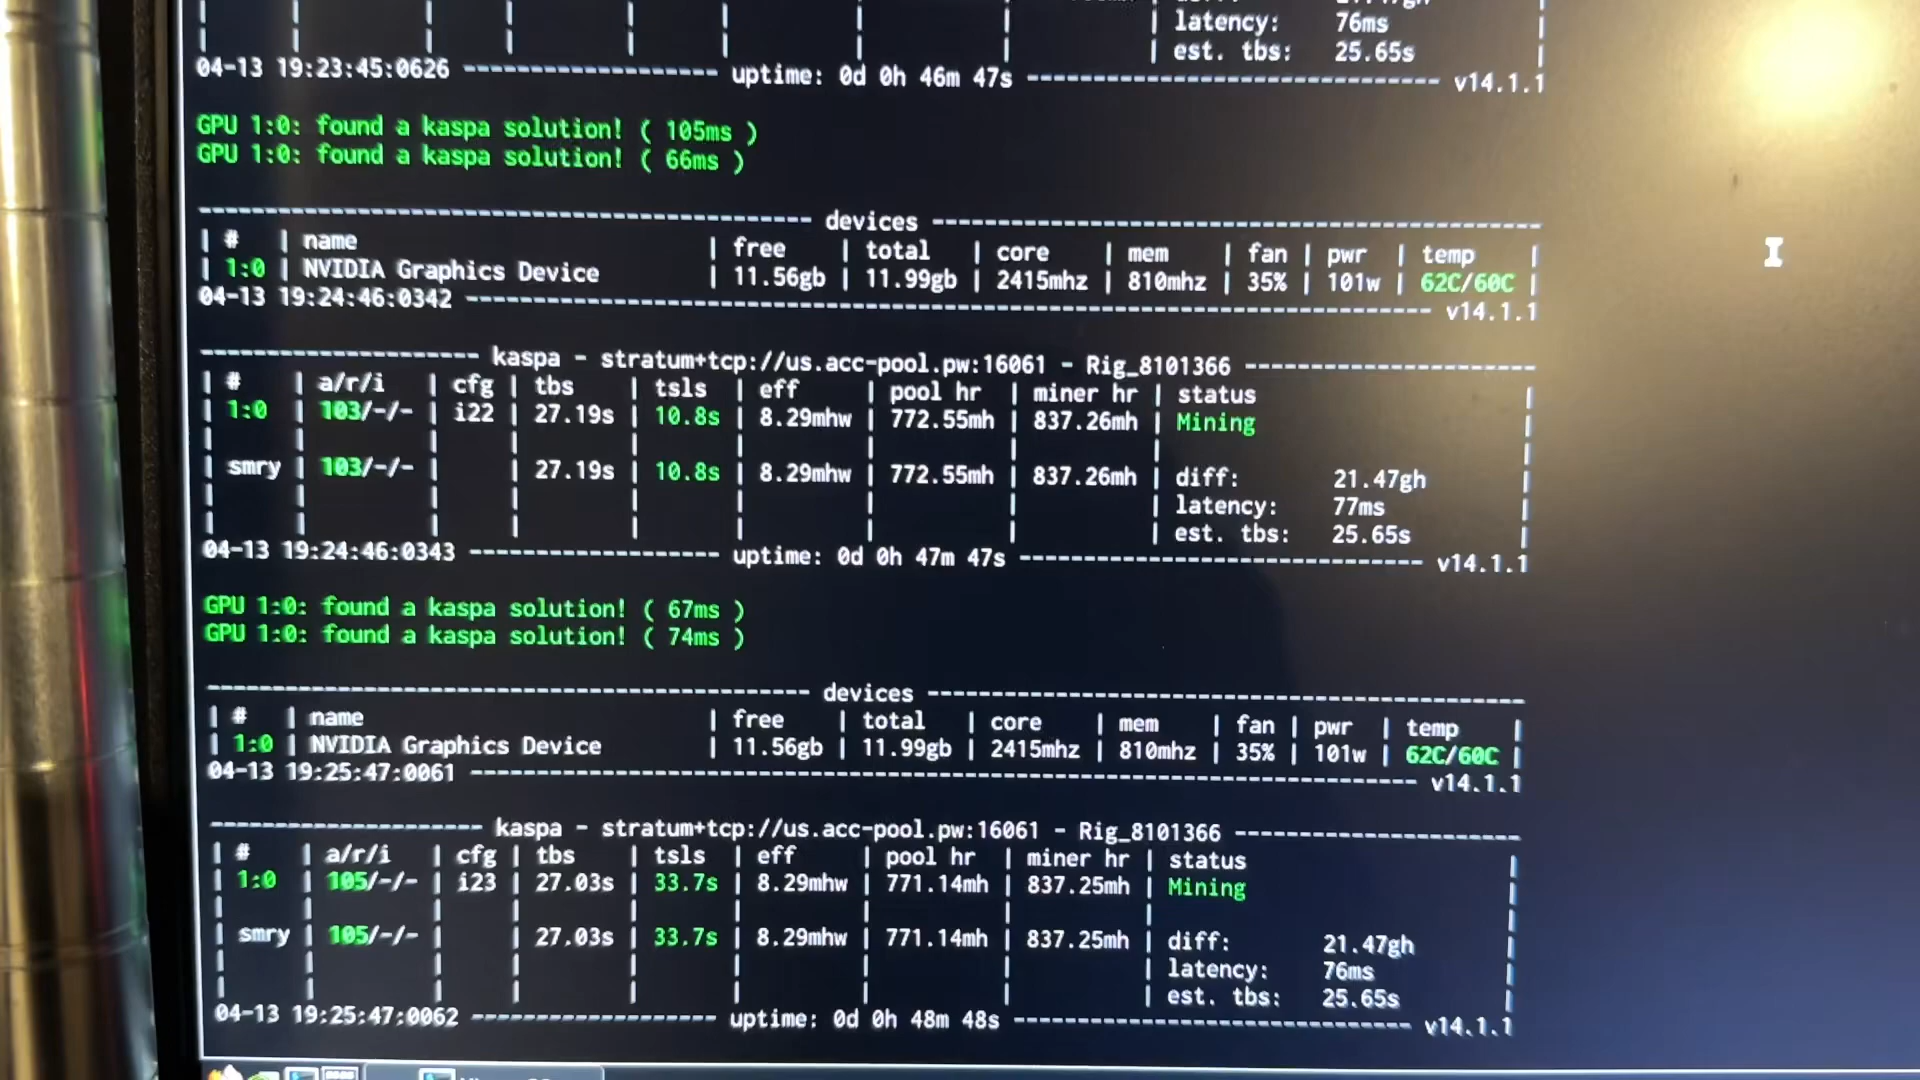 latency: 76ms
est. tbs: 25.65s
04-13 19:23:45:0626 -------------------- uptime: 0d 0h 46m 47s -------------------------------- v14.1.1
GPU 1:0: found a kaspa solution! ( 105ms )
GPU 1:0: found a kaspa solution! ( 66ms )
devices
| # | name | free | total | core | mem | fan | pwr | temp |
| 1:0 | NVIDIA Graphics Device | 11.56gb | 11.99gb | 2415mhz | 810mhz | 35% | 101w | 62C/60C |
04-13 19:24:46:0342 v14.1.1
kaspa - stratum+tcp://us.acc-pool.pw:16061 - Rig_8101366
| # | a/r/i | cfg | tbs | tsls | eff | pool hr | miner hr | status
| 1:0 | 103/-/- | i22 | 27.19s | 10.8s | 8.29mhw | 772.55mh | 837.26mh | Mining
| smry | 103/-/- | | 27.19s | 10.8s | 8.29mhw | 772.55mh | 837.26mh | diff: 21.47gh
latency: 77ms
est. tbs: 25.65s
04-13 19:24:46:0343 uptime: 0d 0h 47m 47s v14.1.1
GPU 1:0: found a kaspa solution! ( 67ms )
GPU 1:0: found a kaspa solution! ( 74ms )
devices
| # | name | free | total | core | mem | fan | pwr | temp |
| 1:0 | NVIDIA Graphics Device | 11.56gb | 11.99gb | 2415mhz | 810mhz | 35% | 101w | 62C/60C |
04-13 19:25:47:0061 v14.1.1
kaspa - stratum+tcp://us.acc-pool.pw:16061 - Rig_8101366
| # | a/r/i | cfg | tbs | tsls | eff | pool hr | miner hr | status
| 1:0 | 105/-/- | i23 | 27.03s | 33.7s | 8.29mhw | 771.14mh | 837.25mh | Mining
| smry | 105/-/- | | 27.03s | 33.7s | 8.29mhw | 771.14mh | 837.25mh | diff: 21.47gh
latency: 76ms
est. tbs: 25.65s
04-13 19:25:47:0062 uptime: 0d 0h 48m 48s v14.1.1